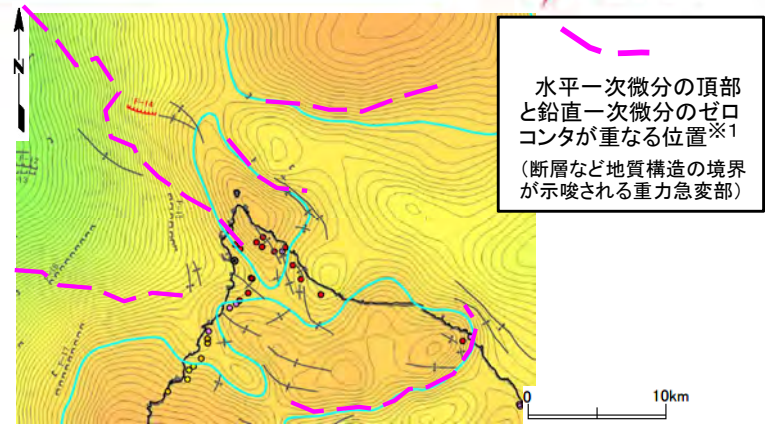 N
水平一次微分の頂部
と鉛直一次微分のゼロ
コンタが重なる位置※1
(断層など地質構造の境界
が示唆される重力急変部)
F-14
0 10km